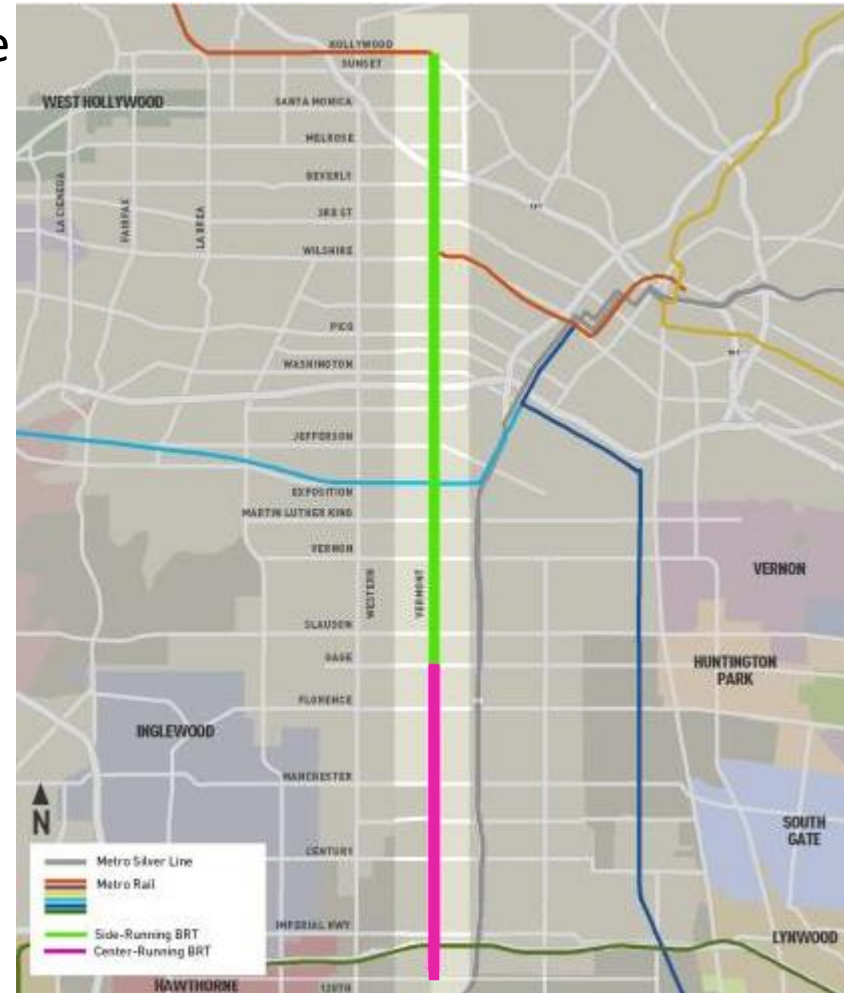 e
HOLLYWOOD
SUNSET
WEST HOLLYWOOD
SANTA MONICA
MELROSE
BEVERLY
LA CIENEGA
FAIRFAX
LA BREA
3RD ST
101
WILSHIRE
PICO
WASHINGTON
JEFFERSON
EXPOSITION
MARTIN LUTHER KING
VERNON
WESTERN
VERMONT
VERNON
SLAUSON
GAGE
HUNTINGTON
PARK
FLORENCE
INGLEWOOD
MANCHESTER
N
SOUTH
GATE
CENTURY
Metro Silver Line
Metro Rail
Side-Running BRT
Center-Running BRT
IMPERIAL HWY
LYNWOOD
HAWTHORNE
120TH